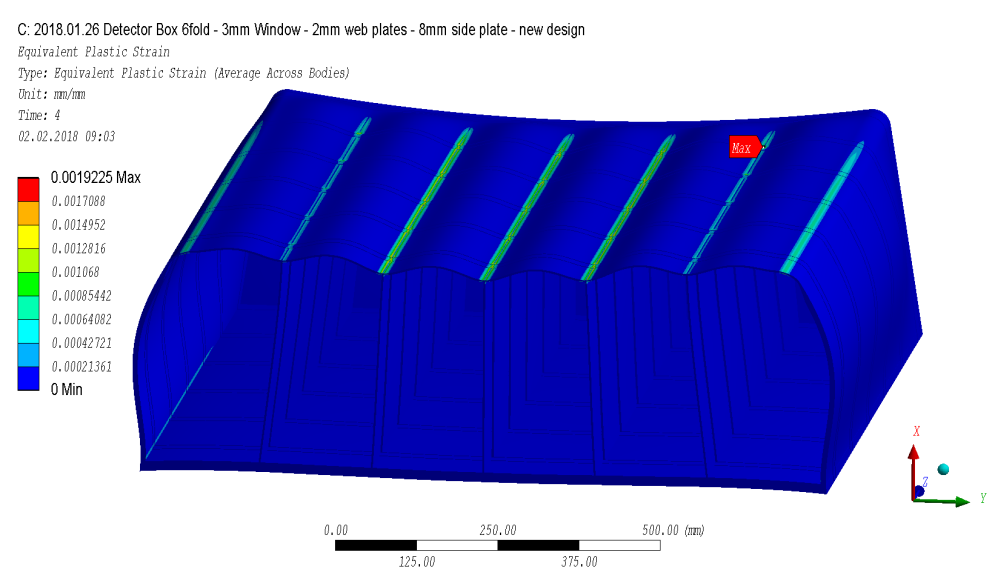 C: 2018.01.26 Detector Box 6fold - 3mm Window - 2mm web plates - 8mm side plate - new design
Equivalent Plastic Strain
Type: Equivalent Plastic Strain (Average Across Bodies)
Unit: mm/mm
Time: 4
02.02.2018 09:03
0.0019225 Max
0.0017088
0.0014952
0.0012816
0.001068
0.00085442
0.00064082
0.00042721
0.00021361
0 Min
Max
X
Z
Y
0.00 250.00 500.00 (mm)
125.00 375.00